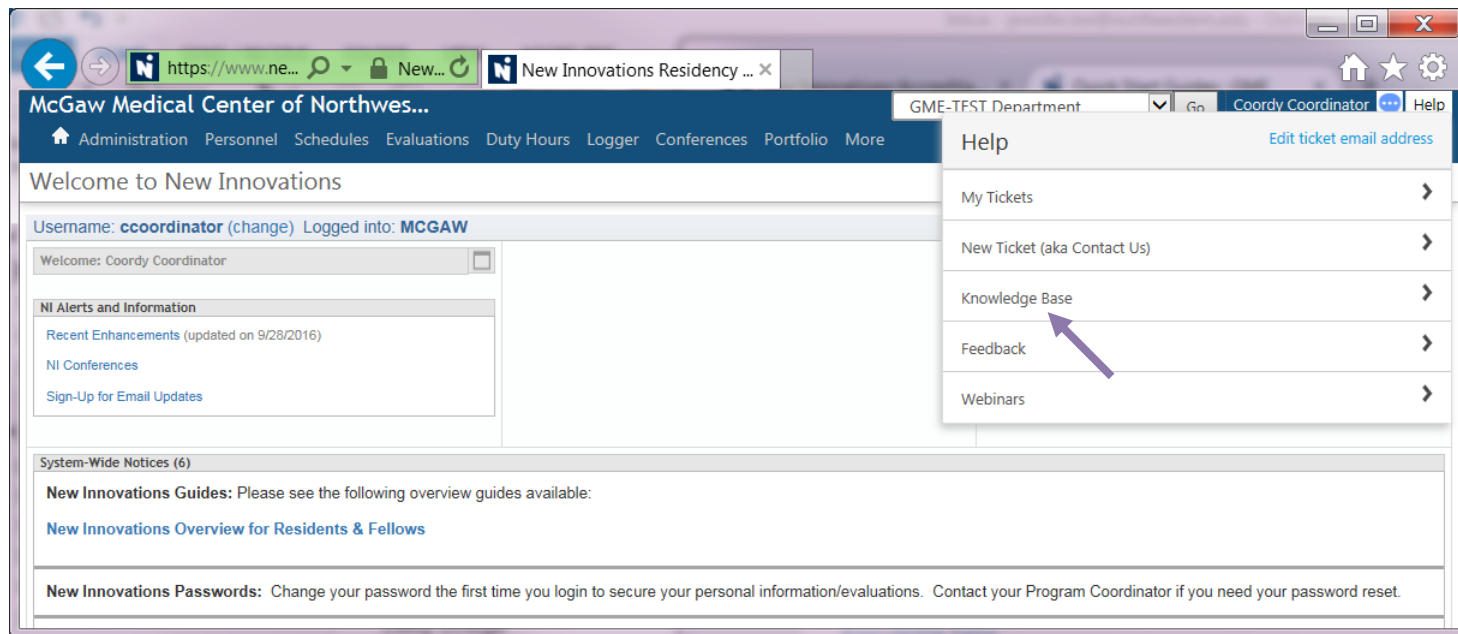 https://www.ne... New...
New Innovations Residency ...
McGaw Medical Center of Northwes...
GME-TEST Department Go Coordy Coordinator Help
Administration Personnel Schedules Evaluations Duty Hours Logger Conferences Portfolio More
Help Edit ticket email address
Welcome to New Innovations
My Tickets
Username: ccoordinator (change) Logged into: MCGAW
New Ticket (aka Contact Us)
Welcome: Coordy Coordinator
Knowledge Base
NI Alerts and Information
Recent Enhancements (updated on 9/28/2016)
Feedback
NI Conferences
Sign-Up for Email Updates
Webinars
System-Wide Notices (6)
New Innovations Guides: Please see the following overview guides available:
New Innovations Overview for Residents & Fellows
New Innovations Passwords: Change your password the first time you login to secure your personal information/evaluations. Contact your Program Coordinator if you need your password reset.